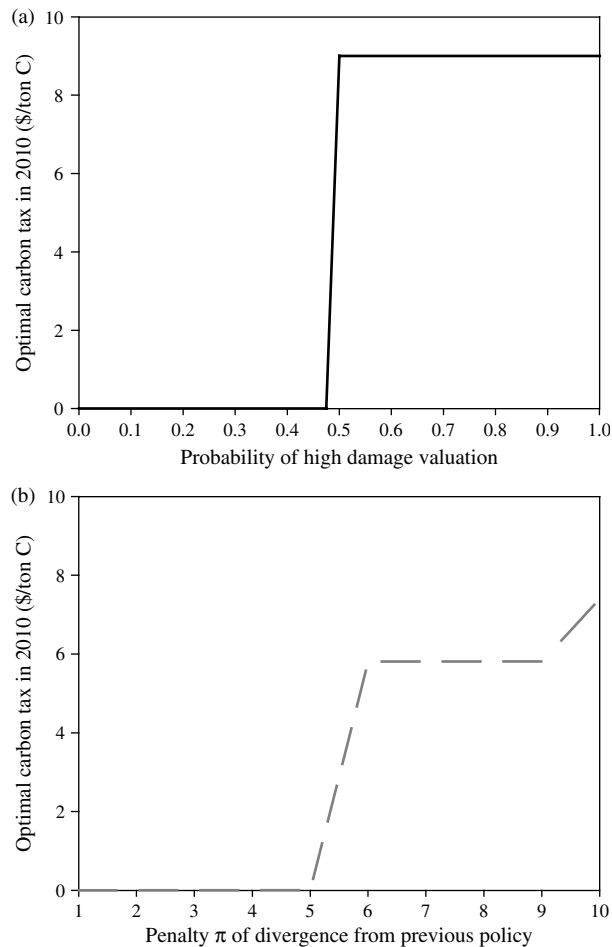 (a)
Optimal carbon tax in 2010 ($/ton C)
10
8
6
4
2
0
0.0 0.1 0.2 0.3 0.4 0.5 0.6 0.7 0.8 0.9 1.0
Probability of high damage valuation
(b)
Optimal carbon tax in 2010 ($/ton C)
10
8
6
4
2
0
1 2 3 4 5 6 7 8 9 10
Penalty π of divergence from previous policy